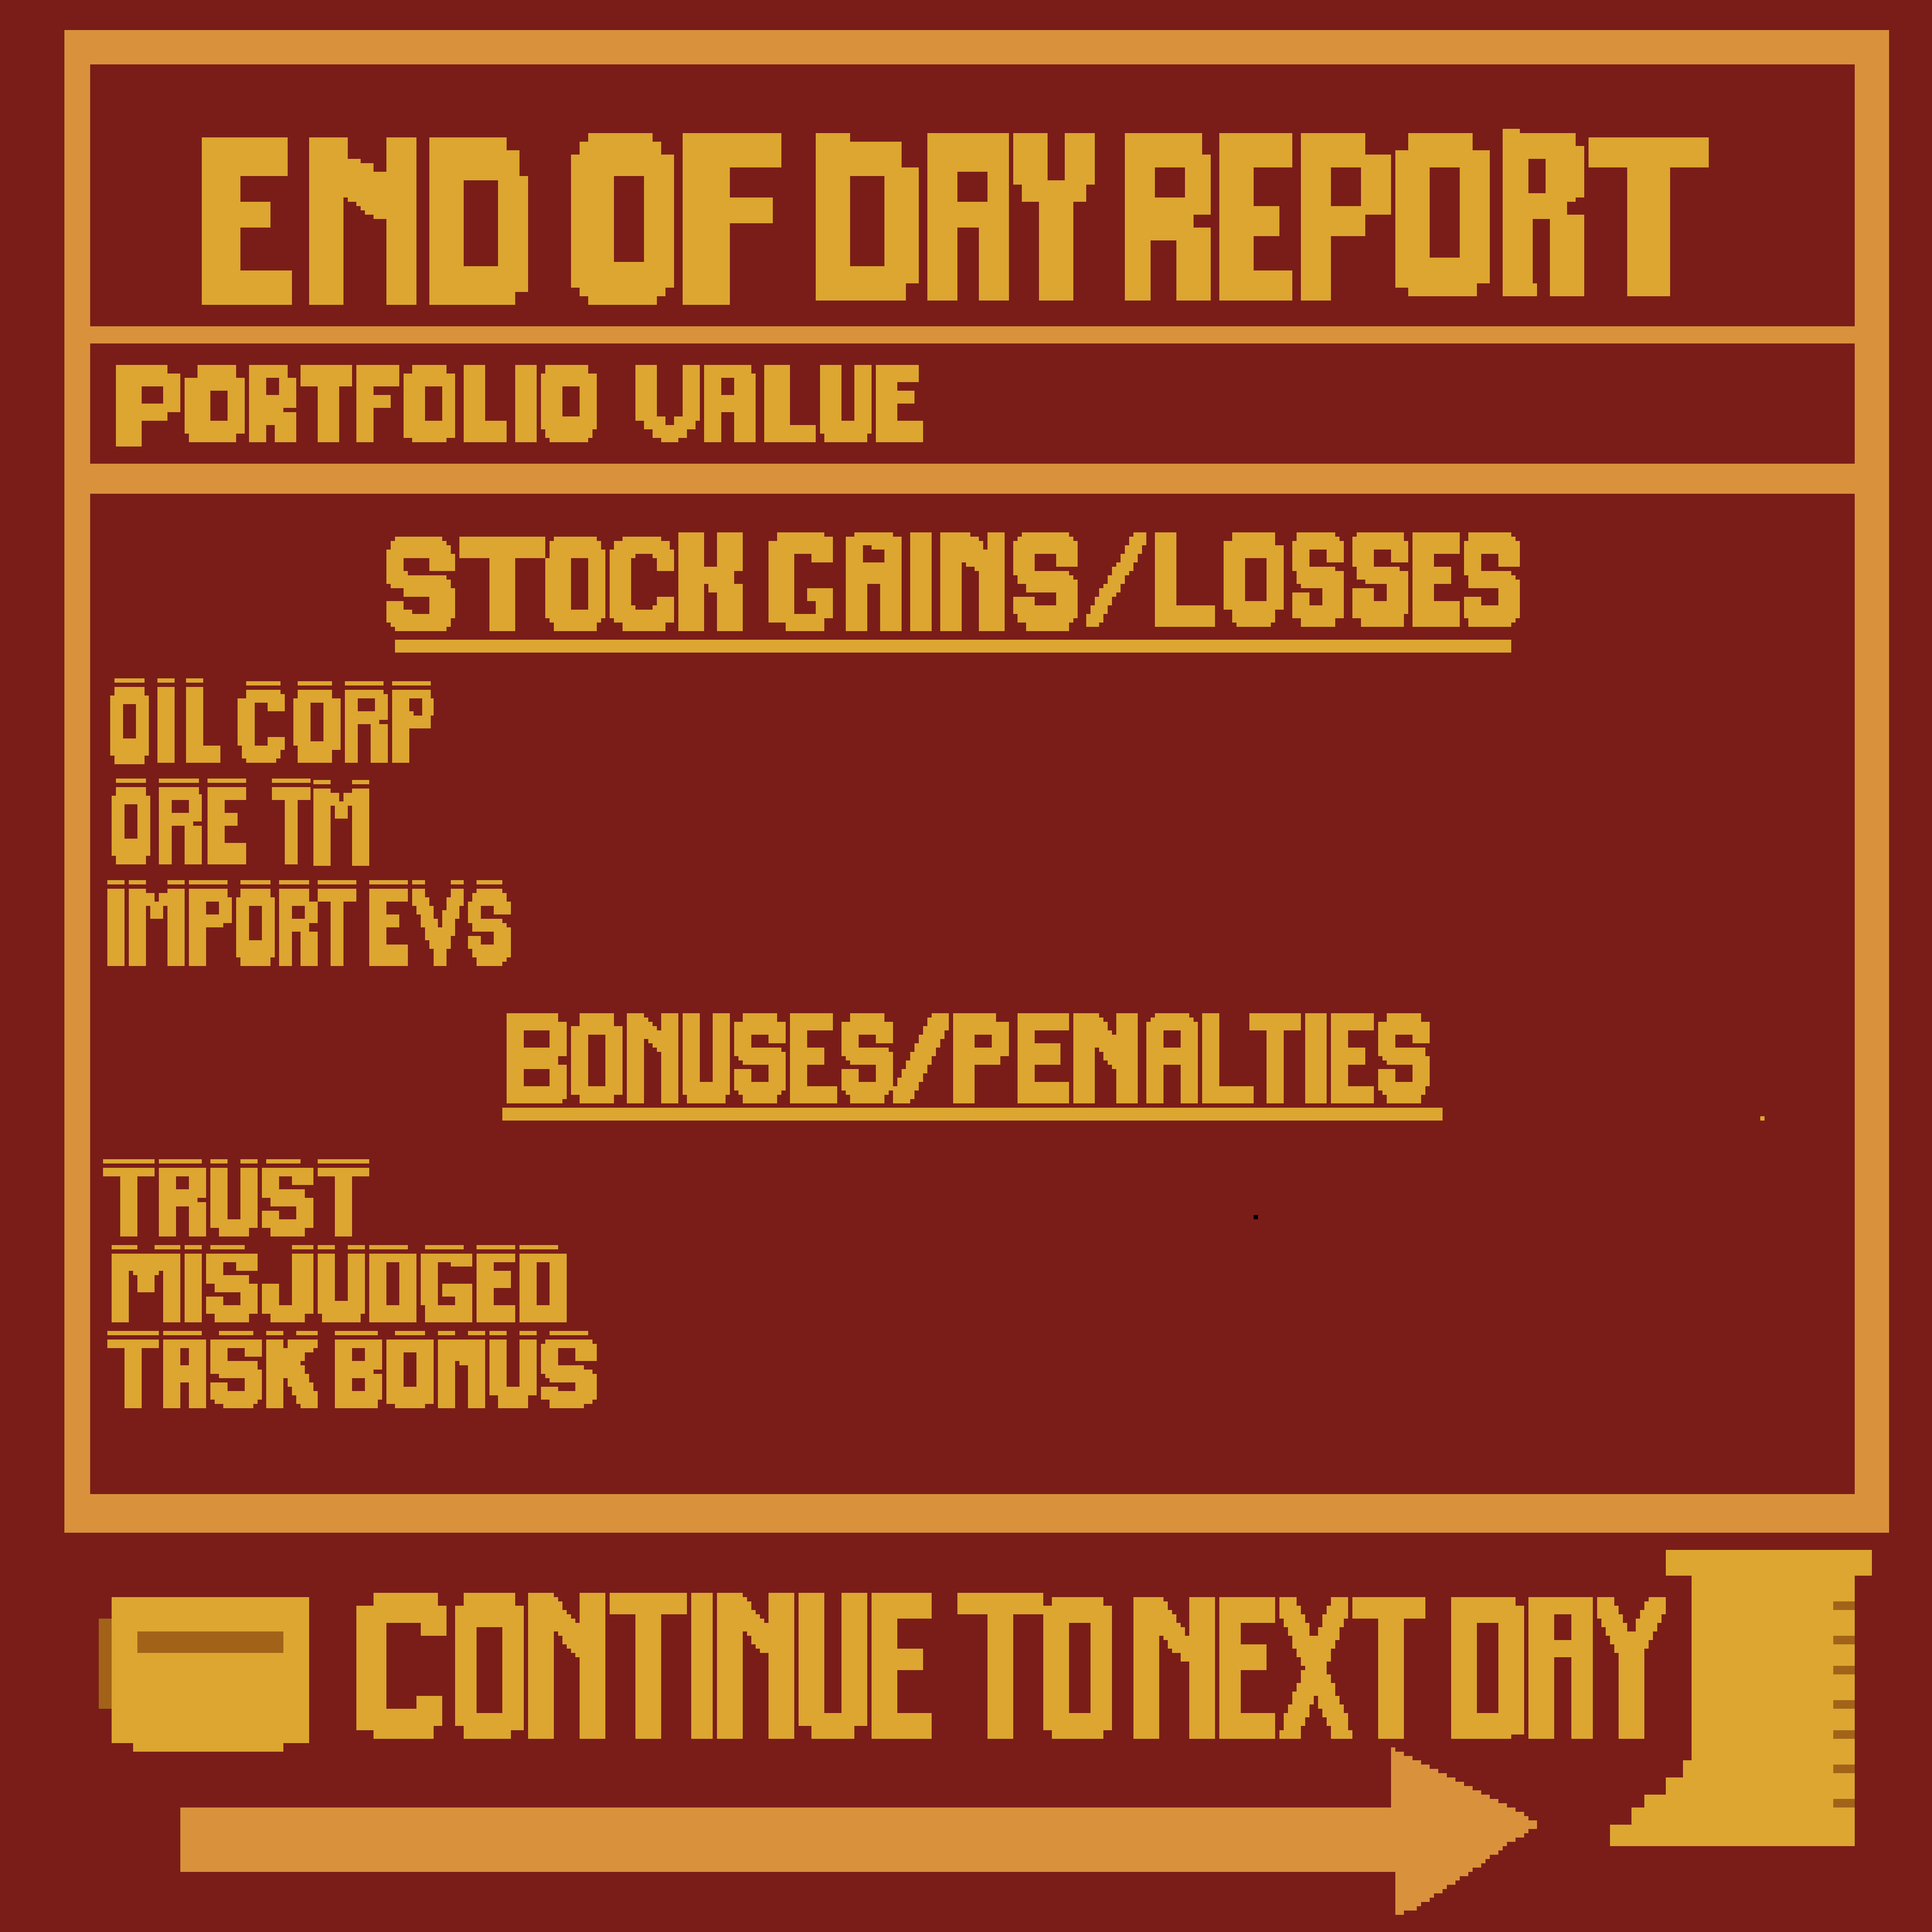 END OF DAY REPORT
PORTFOLIO VALUE
STOCK GAINS/LOSSES
OIL CORP
ORE TM
IMPORT EVS
BONUSES/PENALTIES
TRUST
MISJUDGED
TASK BONUS
CONTINUE TO NEXT DAY